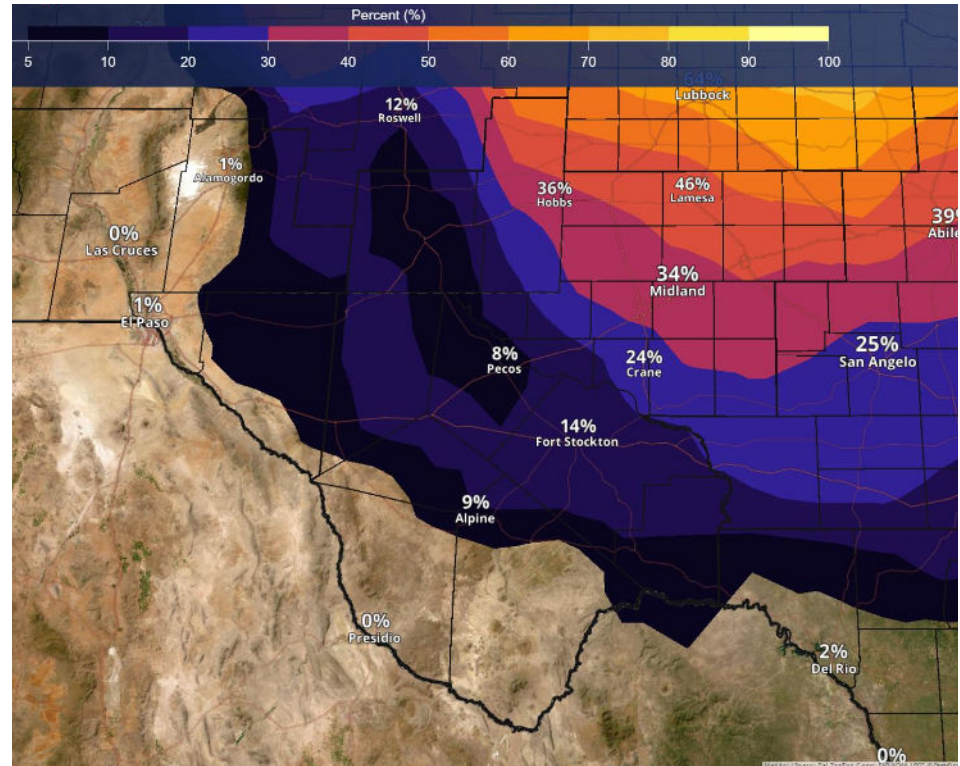 Percent (%)
5 10 20 30 40 50 60 70 80 90 100
64%
Lubbock
12%
Roswell
1%
Alamogordo
36%
Hobbs
46%
Lamesa
39%
Abile
0%
Las Cruces
34%
Midland
1%
El Paso
8%
Pecos
24%
Crane
25%
San Angelo
14%
Fort Stockton
9%
Alpine
0%
Presidio
2%
Del Rio
0%